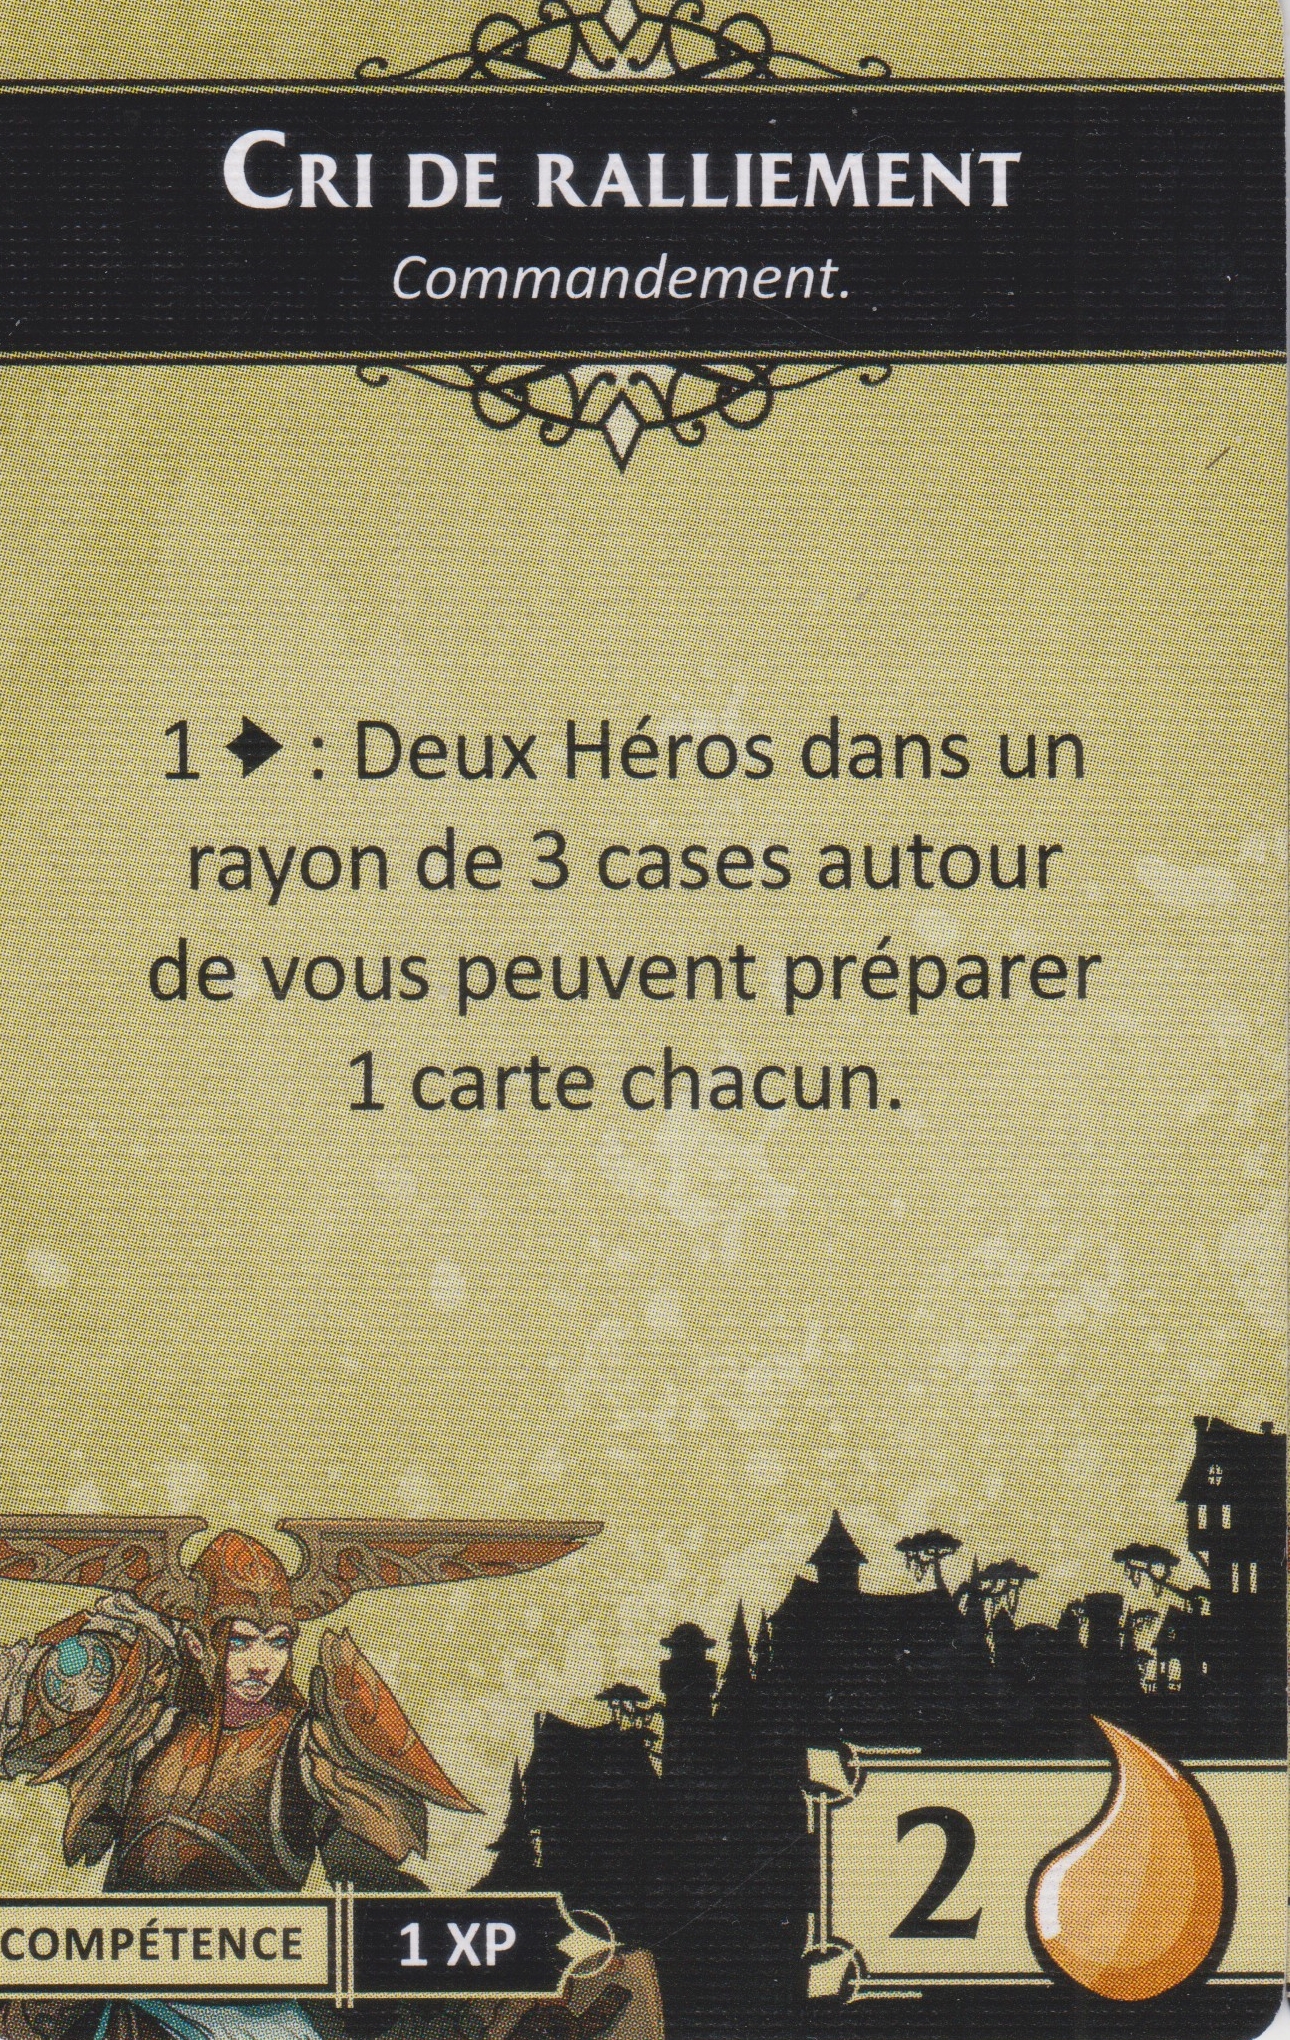 Cri de ralliement
Commandement.
1 ◆ : Deux Héros dans un
rayon de 3 cases autour
de vous peuvent préparer
1 carte chacun.
2
COMPÉTENCE
1 XP